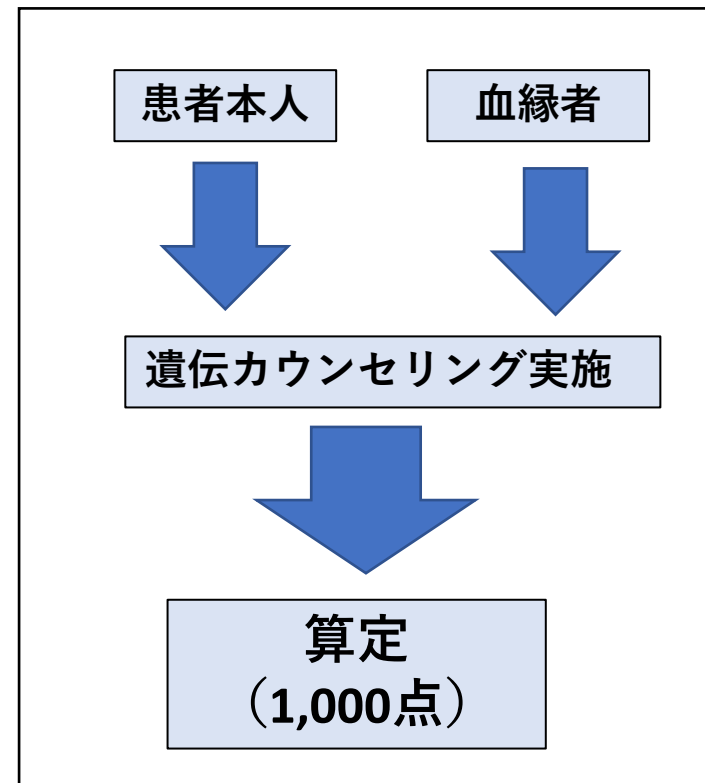 患者本人
血縁者
遺伝カウンセリング実施
算定
（1,000点）